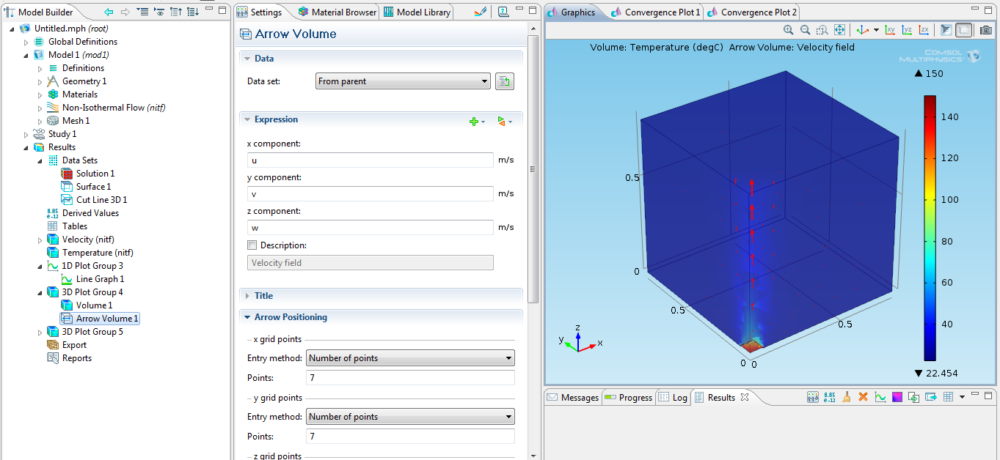 Model Builder
Untitled.mph (root)
Global Definitions
Model 1 (mod1)
Definitions
Geometry 1
Materials
Non-Isothermal Flow (nitf)
Mesh 1
Study 1
Results
Data Sets
Solution 1
Surface 1
Cut Line 3D 1
8.85
e-12
Derived Values
Tables
Velocity (nitf)
Temperature (nitf)
1D Plot Group 3
Line Graph 1
3D Plot Group 4
Volume 1
Arrow Volume 1
3D Plot Group 5
Export
Reports
Settings
Material Browser
Model Library
Arrow Volume
Data
Data set:
From parent
Expression
x component:
u
m/s
y component:
v
m/s
z component:
w
m/s
Description:
Velocity field
Title
Arrow Positioning
x grid points
Entry method:
Number of points
Points:
7
y grid points
Entry method:
Number of points
Points:
7
z grid points
Graphics
Convergence Plot 1
Convergence Plot 2
xy
yz
zx
Volume: Temperature (degC) Arrow Volume: Velocity field
COMSOL
MULTIPHYSICS
▲ 150
140
120
100
80
60
40
▼ 22.454
0.5
0
0.5
0.5
0
0
z
y
x
Messages
Progress
Log
Results
8.85
e-12